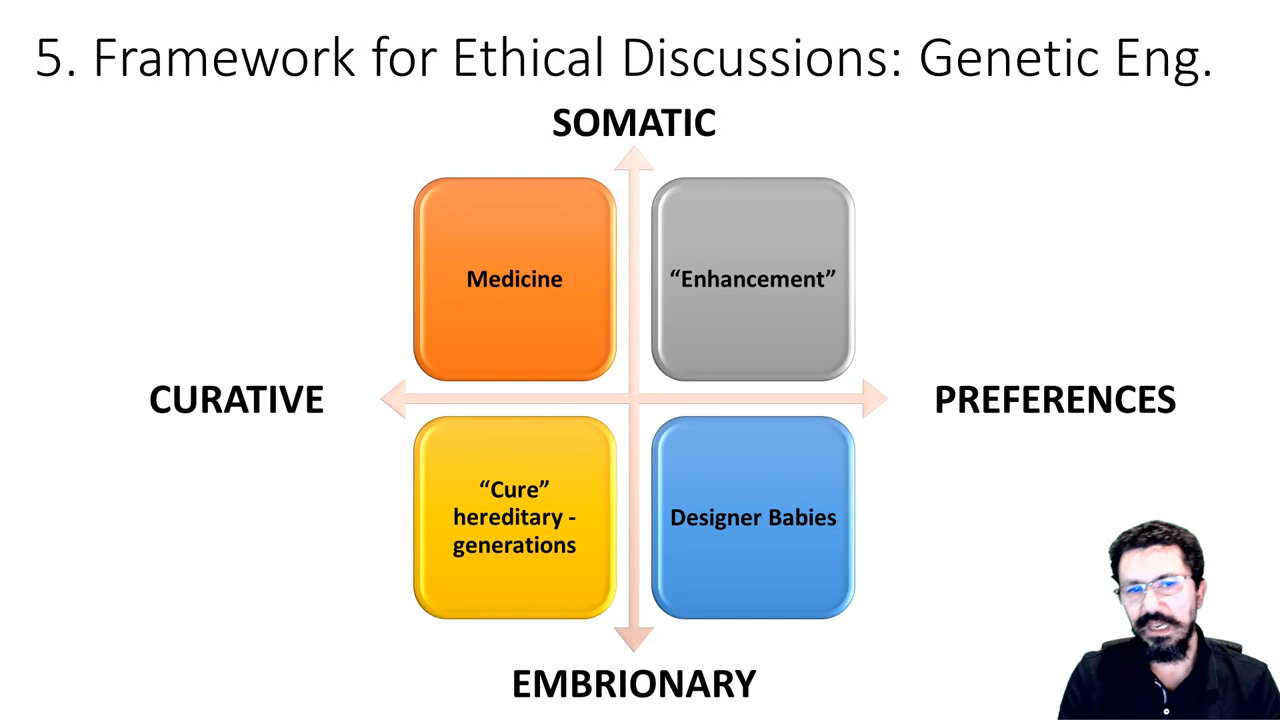 5. Framework for Ethical Discussions: Genetic Eng.
SOMATIC
Medicine
“Enhancement”
CURATIVE
PREFERENCES
“Cure”
hereditary -
generations
Designer Babies
EMBRIONARY